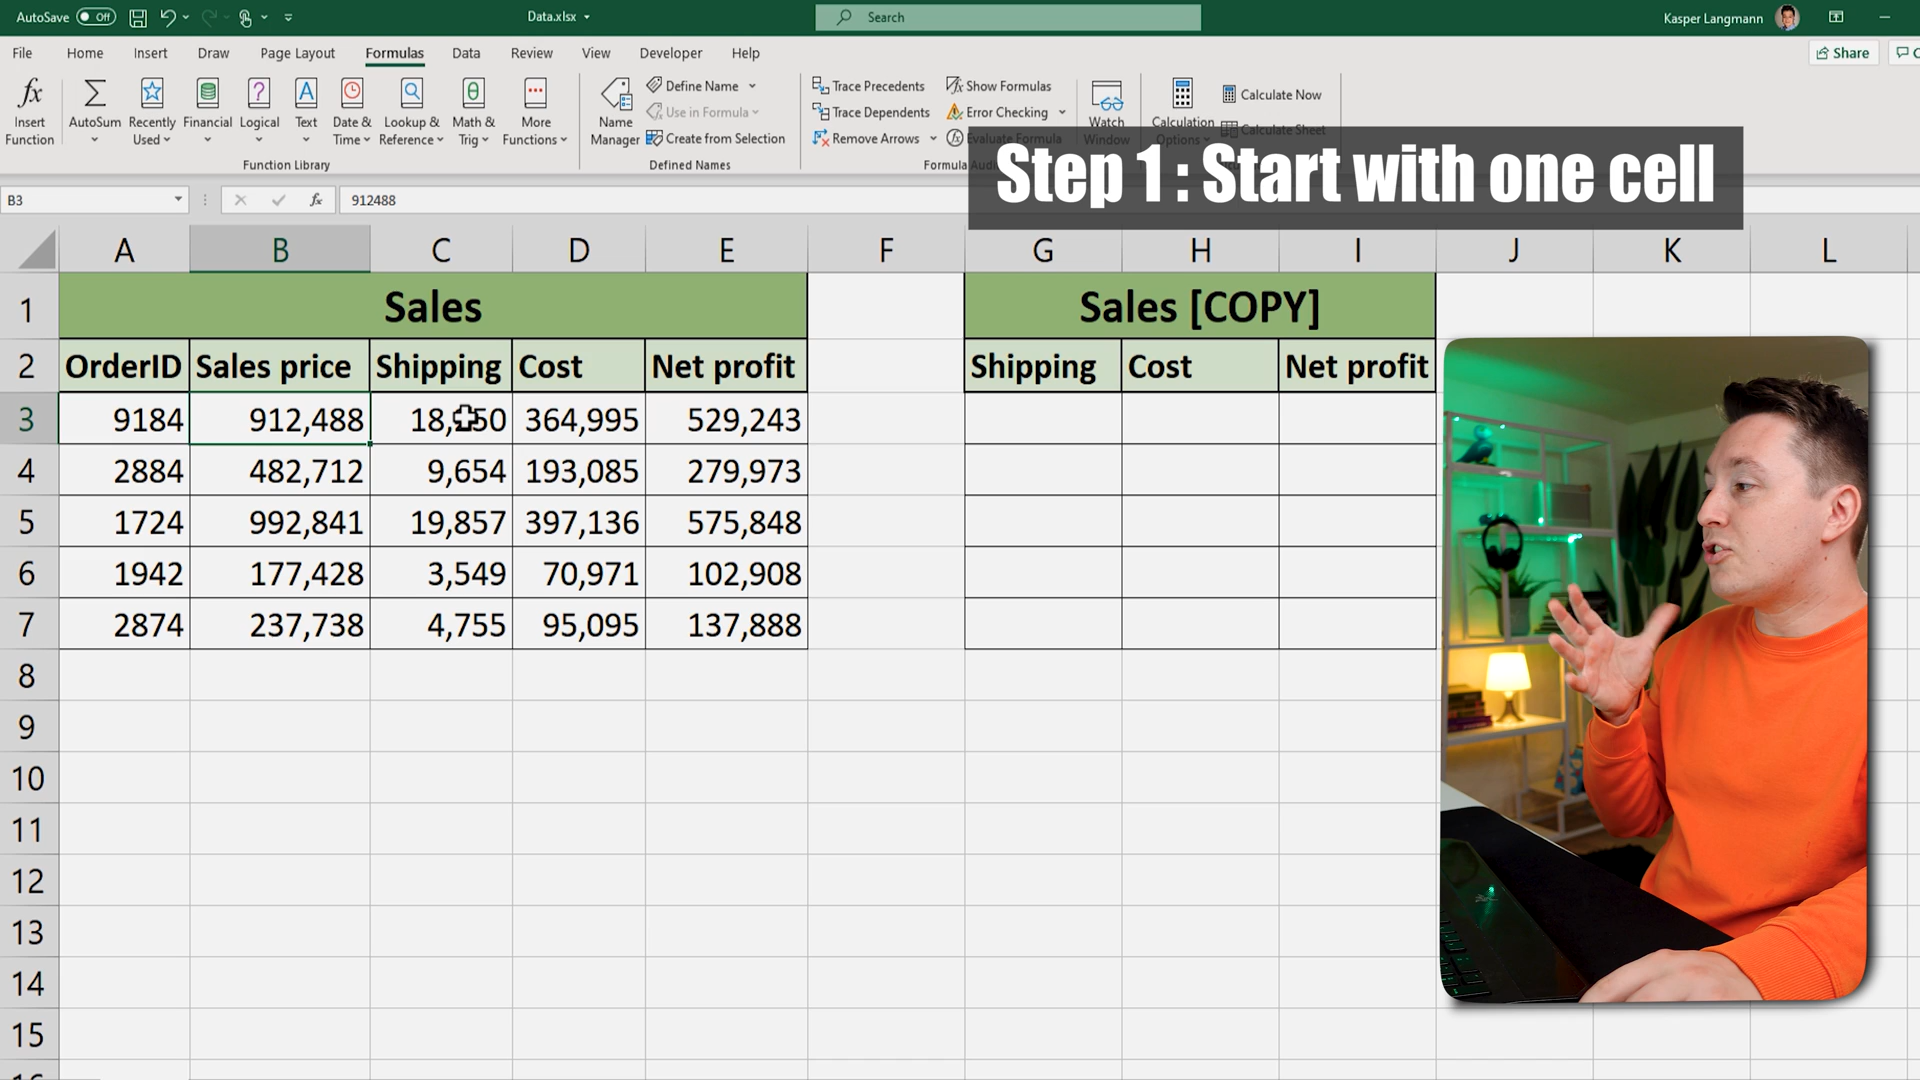 AutoSave Off Data.xlsx Search Kasper Langmann
File Home Insert Draw Page Layout Formulas Data Review View Developer Help Share
Insert Function
AutoSum
Recently Used
Financial
Logical
Text
Date & Time
Lookup & Reference
Math & Trig
More Functions
Function Library
Name Manager
Define Name
Use in Formula
Create from Selection
Defined Names
Trace Precedents
Trace Dependents
Remove Arrows
Show Formulas
Error Checking
Evaluate Formula
Formula
Watch Window
Calculation Options
Calculate Now
Calculate Sheet
Step 1: Start with one cell
B3 fx 912488
A B C D E F G H I J K L
1 Sales Sales [COPY]
2 OrderID Sales price Shipping Cost Net profit Shipping Cost Net profit
3 9184 912,488 364,995 529,243
4 2884 482,712 9,654 193,085 279,973
5 1724 992,841 19,857 397,136 575,848
6 1942 177,428 3,549 70,971 102,908
7 2874 237,738 4,755 95,095 137,888
8
9
10
11
12
13
14
15